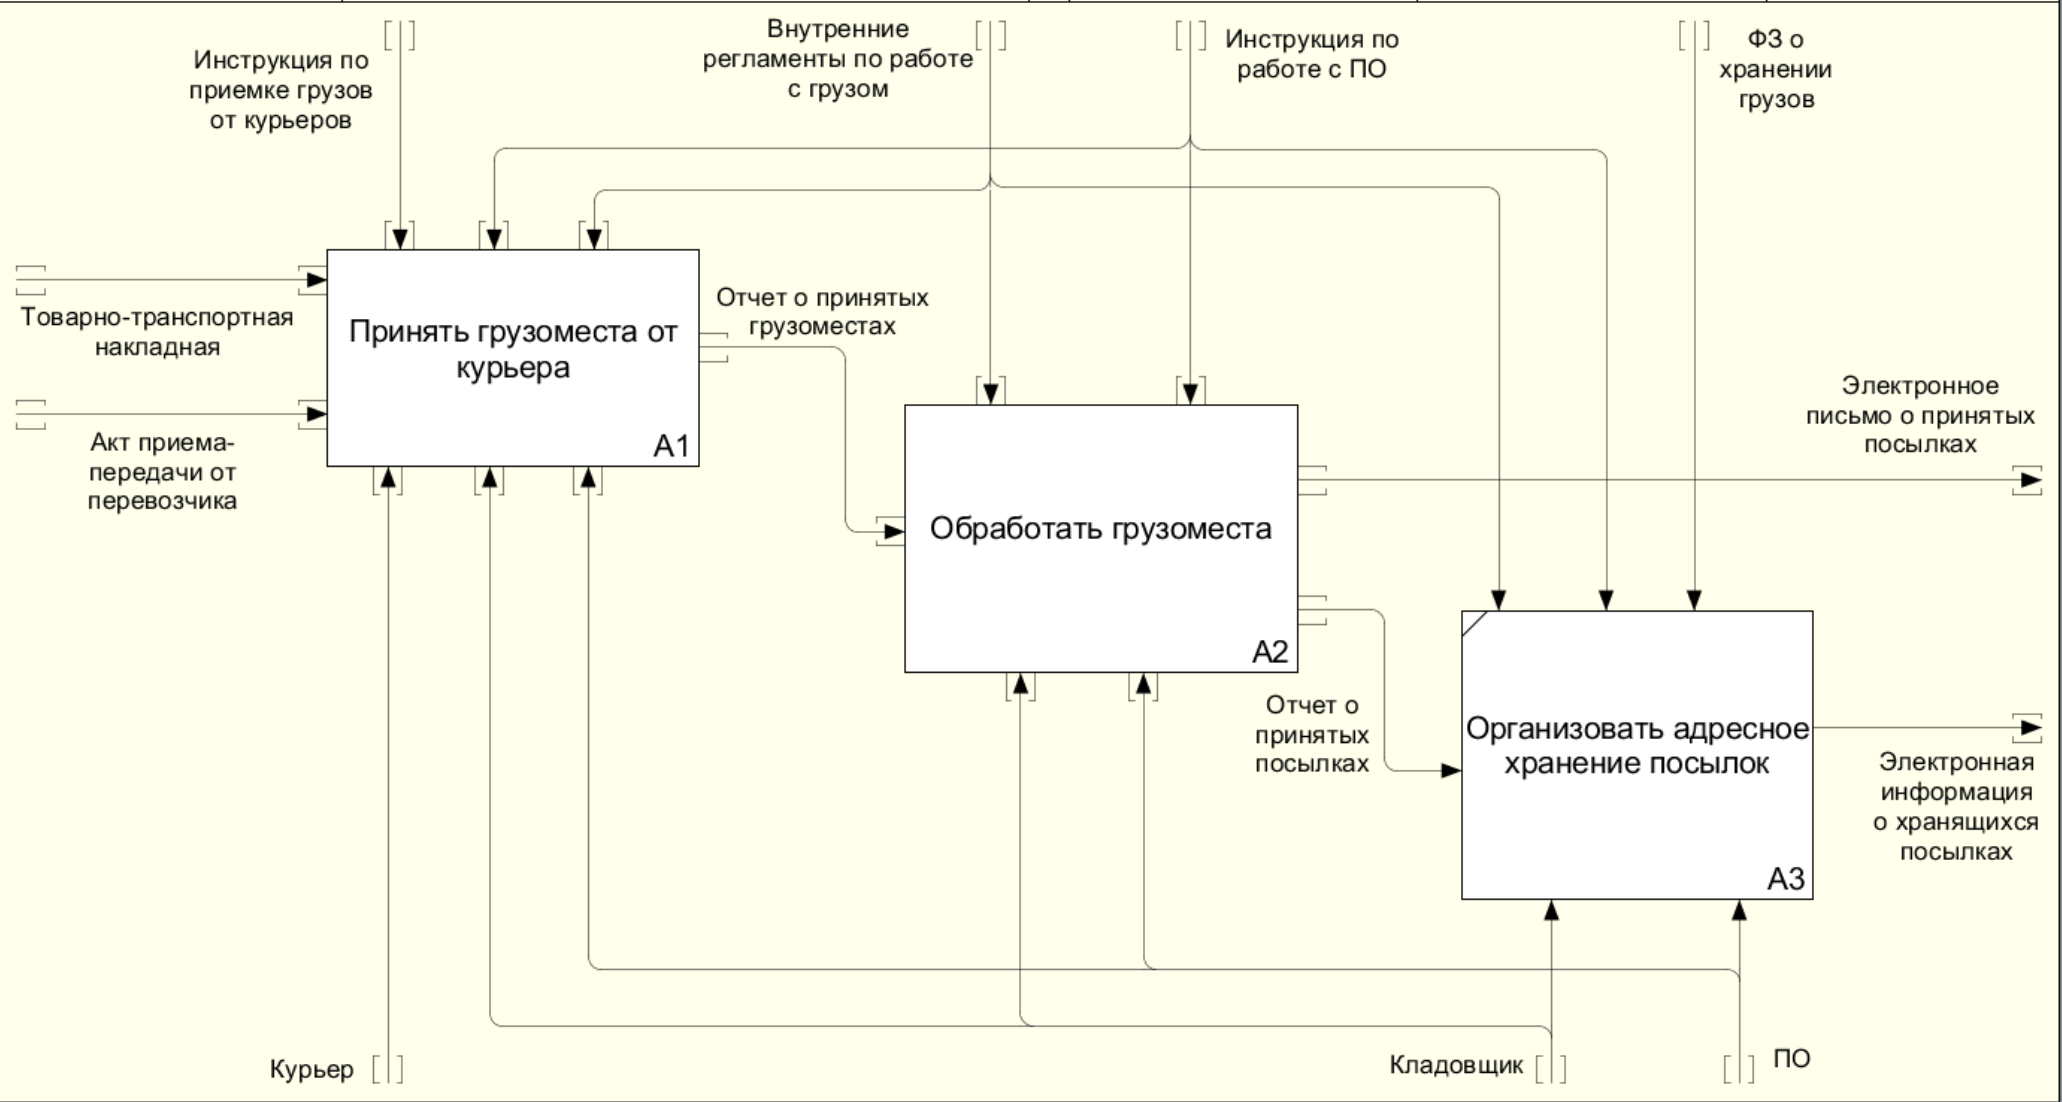 Инструкция по
приемке грузов
от курьеров
Внутренние
регламенты по работе
с грузом
Инструкция по
работе с ПО
ФЗ о
хранении
грузов
Товарно-транспортная
накладная
Акт приема-
передачи от
перевозчика
Принять грузоместа от
курьера
A1
Отчет о принятых
грузоместах
Обработать грузоместа
A2
Электронное
письмо о принятых
посылках
Отчет о
принятых
посылках
Организовать адресное
хранение посылок
A3
Электронная
информация
о хранящихся
посылках
Курьер
Кладовщик
ПО